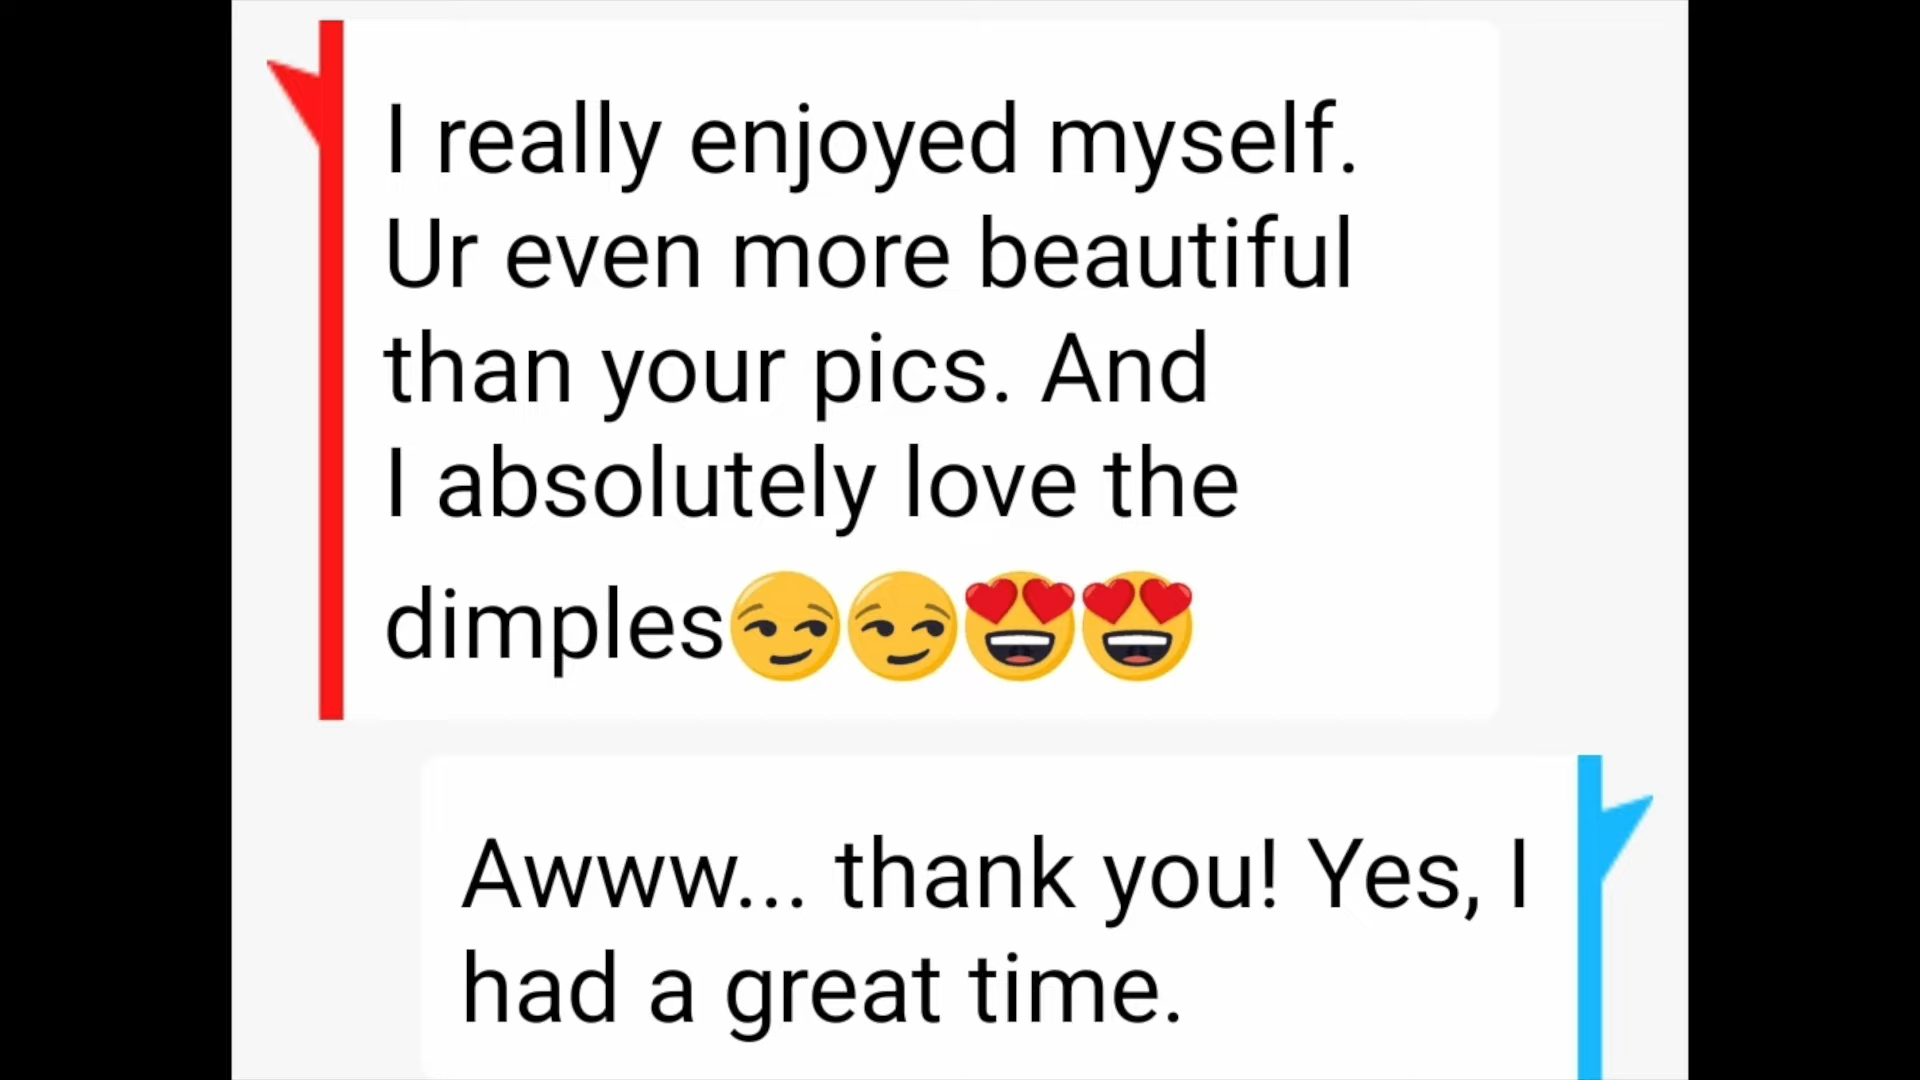 I really enjoyed myself.
Ur even more beautiful
than your pics. And
I absolutely love the
dimples😏😏😍😍
Awww... thank you! Yes, I
had a great time.